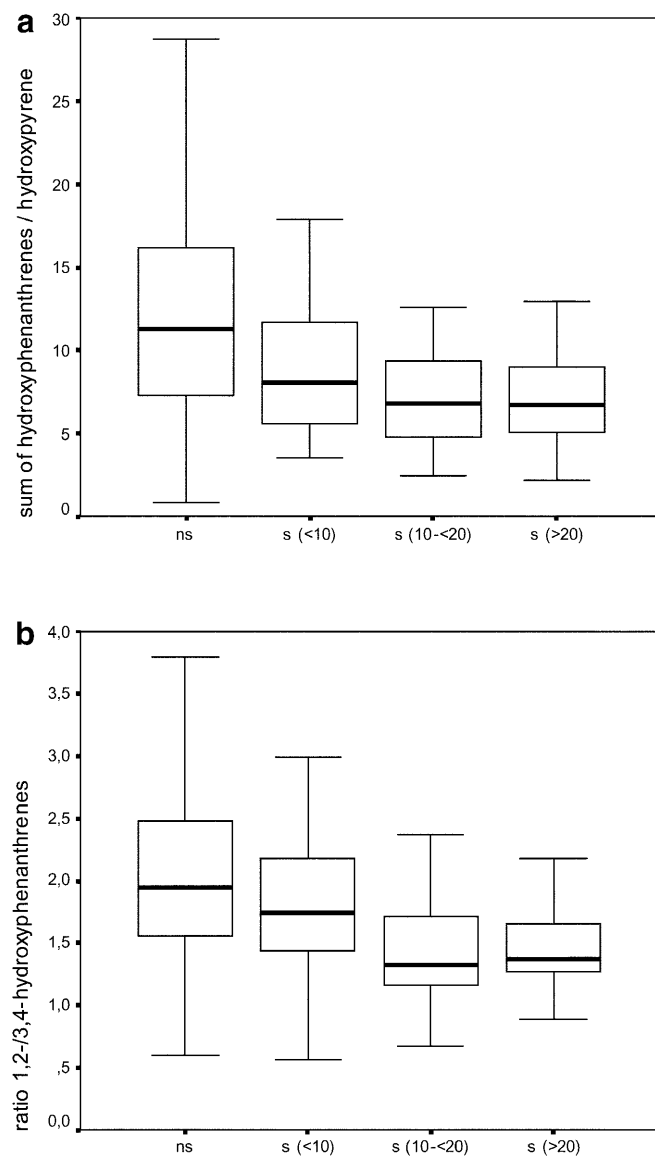 a
sum of hydroxyphenanthrenes / hydroxypyrene
30
25
20
15
10
5
0
ns
s (<10)
s (10-<20)
s (>20)
b
ratio 1,2-/3,4-hydroxyphenanthrenes
4,0
3,5
3,0
2,5
2,0
1,5
1,0
,5
0,0
ns
s (<10)
s (10-<20)
s (>20)